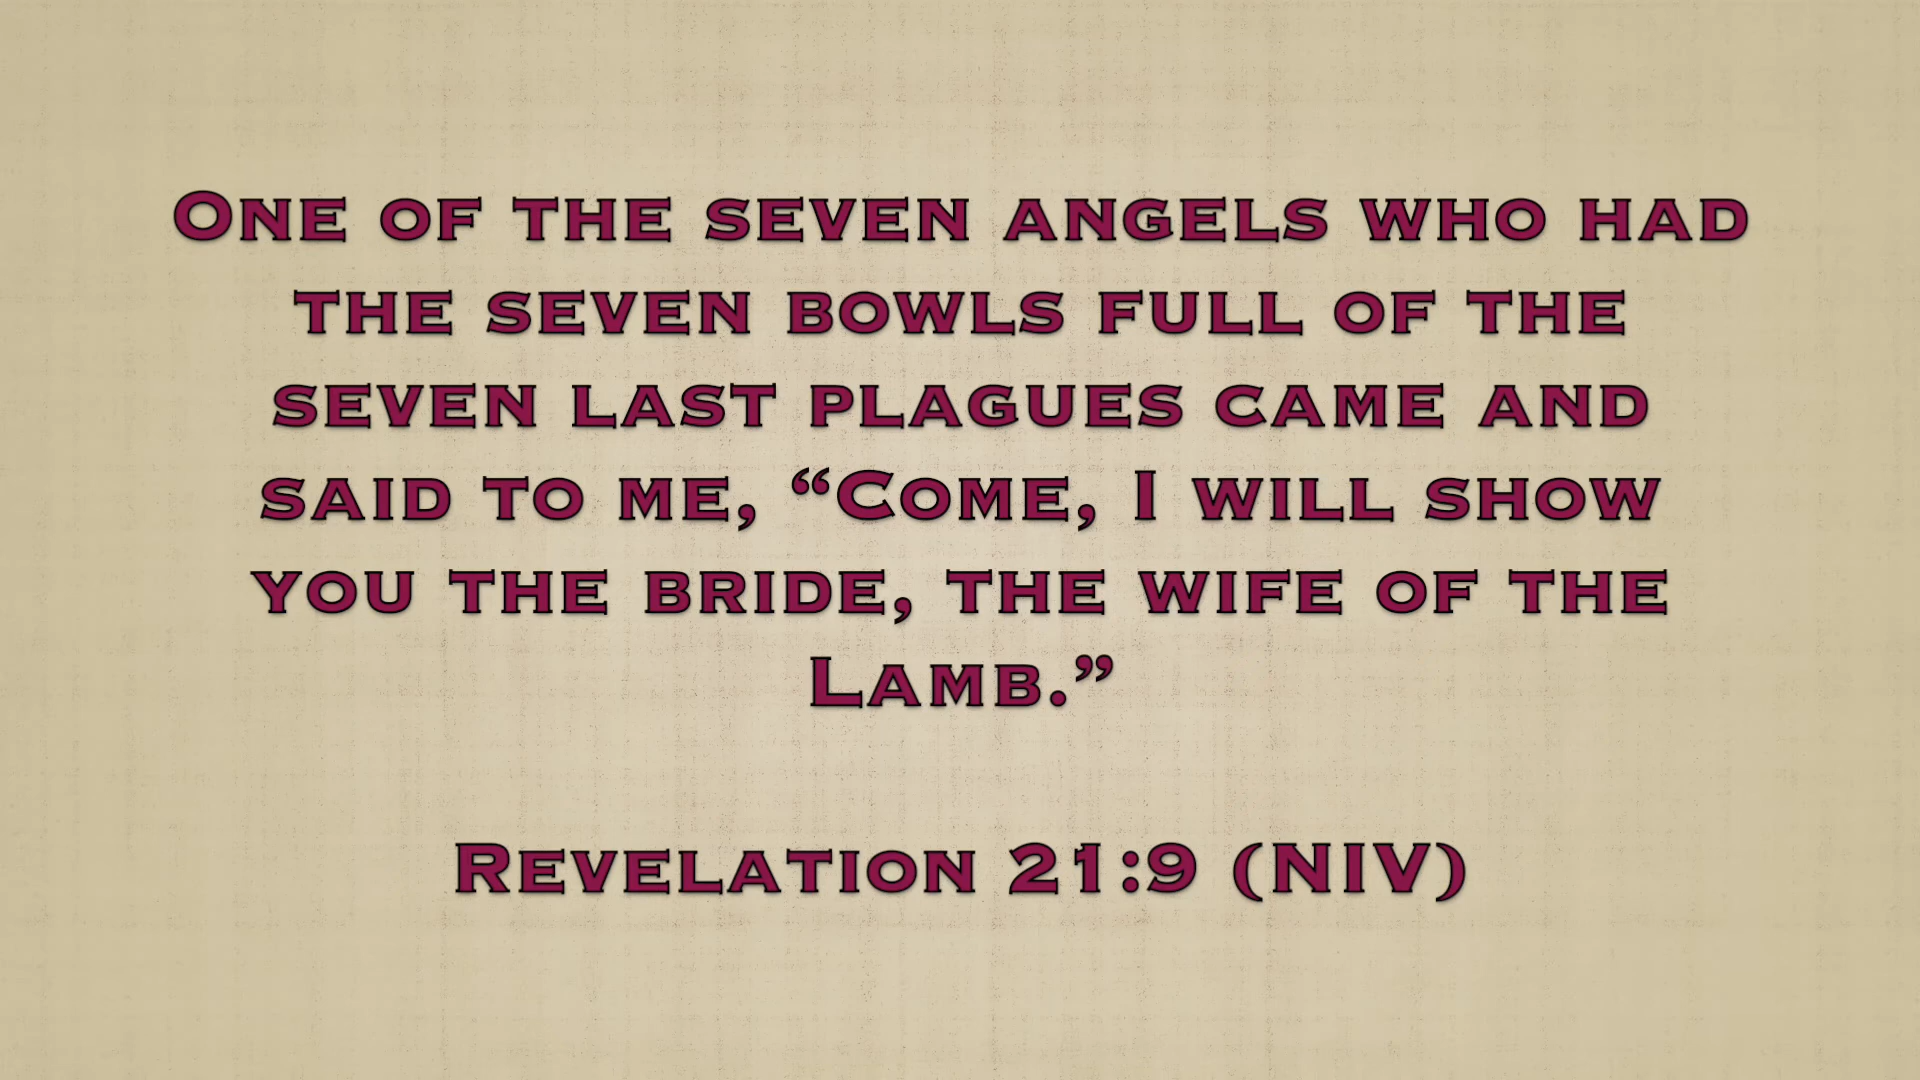 One of the seven angels who had
the seven bowls full of the
seven last plagues came and
said to me, “Come, I will show
you the bride, the wife of the
Lamb.”
Revelation 21:9 (NIV)